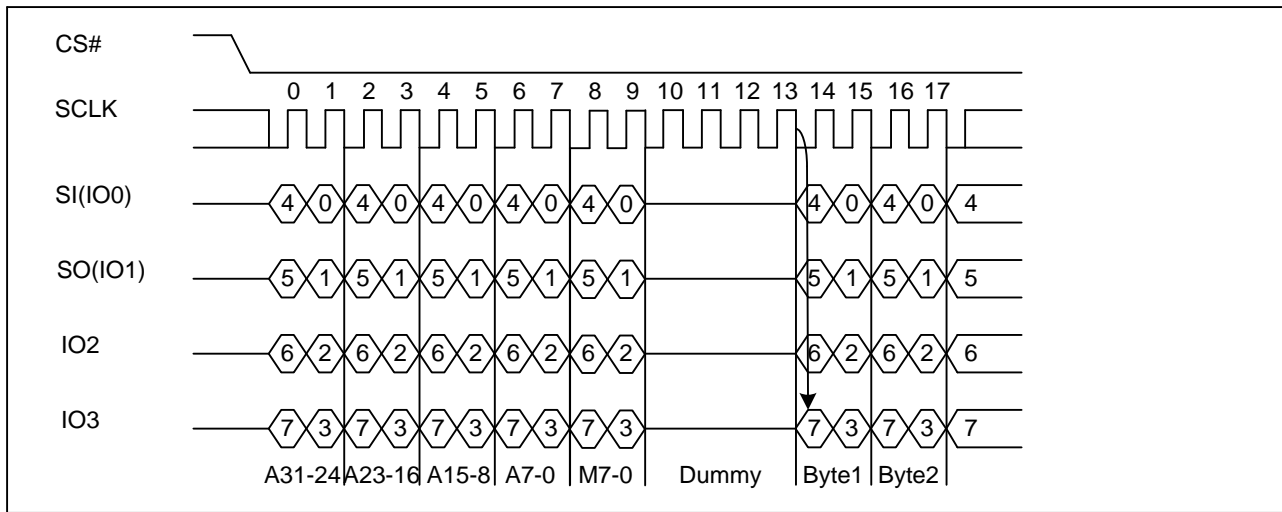 CS#
0 1 2 3 4 5 6 7 8 9 10 11 12 13 14 15 16 17
SCLK
SI(IO0) 4 0 4 0 4 0 4 0 4 0 4 0 4 0 4
SO(IO1) 5 1 5 1 5 1 5 1 5 1 5 1 5 1 5
IO2 6 2 6 2 6 2 6 2 6 2 6 2 6 2 6
IO3 7 3 7 3 7 3 7 3 7 3 7 3 7 3 7
A31-24 A23-16 A15-8 A7-0 M7-0 Dummy Byte1 Byte2